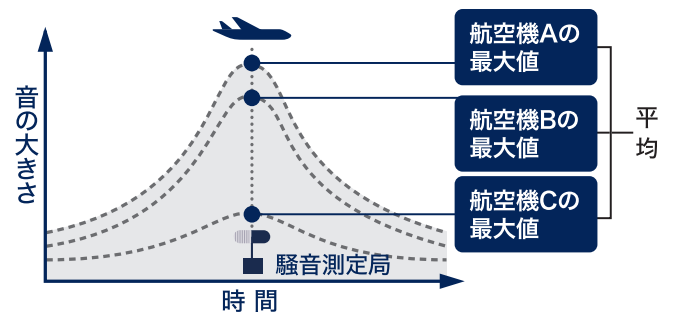 音の大きさ
航空機Aの
最大値
航空機Bの
最大値
航空機Cの
最大値
平均
騒音測定局
時間